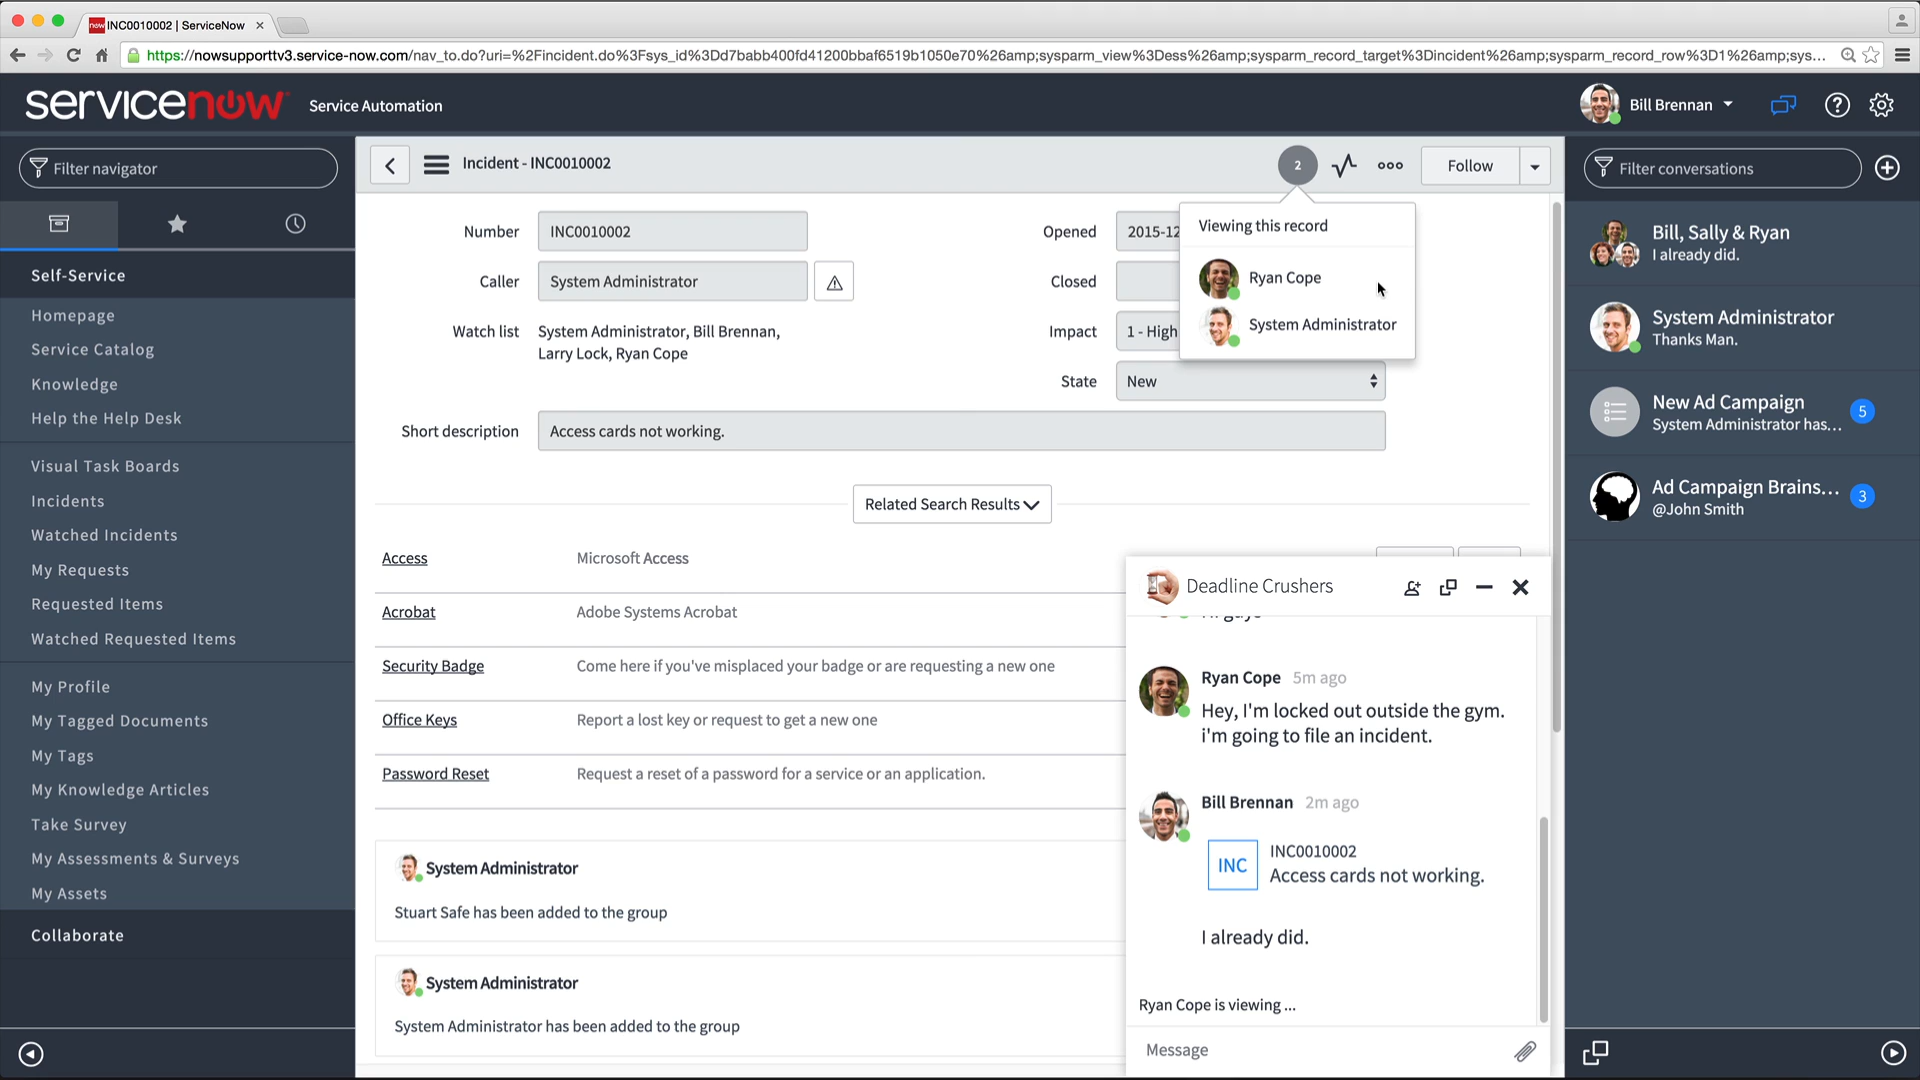 INC0010002 | ServiceNow
https://nowsupporttv3.service-now.com/nav_to.do?uri=%2Fincident.do%3Fsys_id%3Dd7babb400fd41200bbaf6519b1050e70%26amp;sysparm_view%3Dess%26amp;sysparm_record_target%3Dincident%26amp;sysparm_record_row%3D1%26amp;sys...
servicenow Service Automation
Bill Brennan
Filter navigator
Self-Service
Homepage
Service Catalog
Knowledge
Help the Help Desk
Visual Task Boards
Incidents
Watched Incidents
My Requests
Requested Items
Watched Requested Items
My Profile
My Tagged Documents
My Tags
My Knowledge Articles
Take Survey
My Assessments & Surveys
My Assets
Collaborate
Incident - INC0010002
2
Follow
Number INC0010002
Caller System Administrator
Watch list System Administrator, Bill Brennan,
Larry Lock, Ryan Cope
Opened 2015-12
Closed
Impact 1 - High
State New
Short description Access cards not working.
Viewing this record
Ryan Cope
System Administrator
Related Search Results
Access Microsoft Access
Acrobat Adobe Systems Acrobat
Security Badge Come here if you've misplaced your badge or are requesting a new one
Office Keys Report a lost key or request to get a new one
Password Reset Request a reset of a password for a service or an application.
System Administrator
Stuart Safe has been added to the group
System Administrator
System Administrator has been added to the group
Deadline Crushers
Ryan Cope 5m ago
Hey, I'm locked out outside the gym.
i'm going to file an incident.
Bill Brennan 2m ago
INC
INC0010002
Access cards not working.
I already did.
Ryan Cope is viewing ...
Message
Filter conversations
Bill, Sally & Ryan
I already did.
System Administrator
Thanks Man.
New Ad Campaign
System Administrator has...
5
Ad Campaign Brains...
@John Smith
3